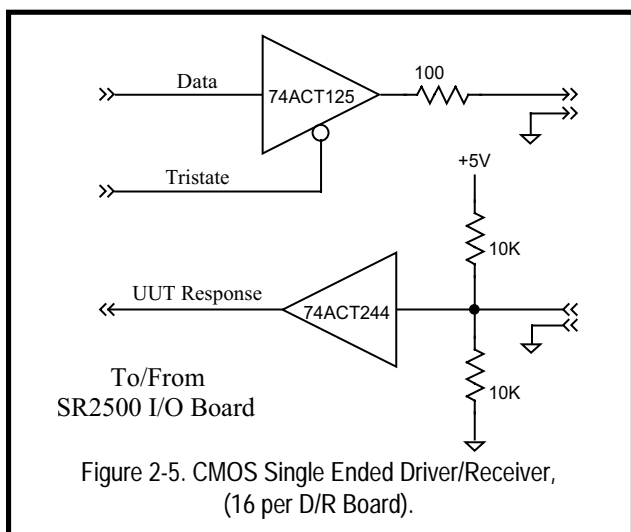 Data
74ACT125
100
Tristate
+5V
10K
UUT Response
74ACT244
10K
To/From
SR2500 I/O Board
Figure 2-5. CMOS Single Ended Driver/Receiver,
(16 per D/R Board).